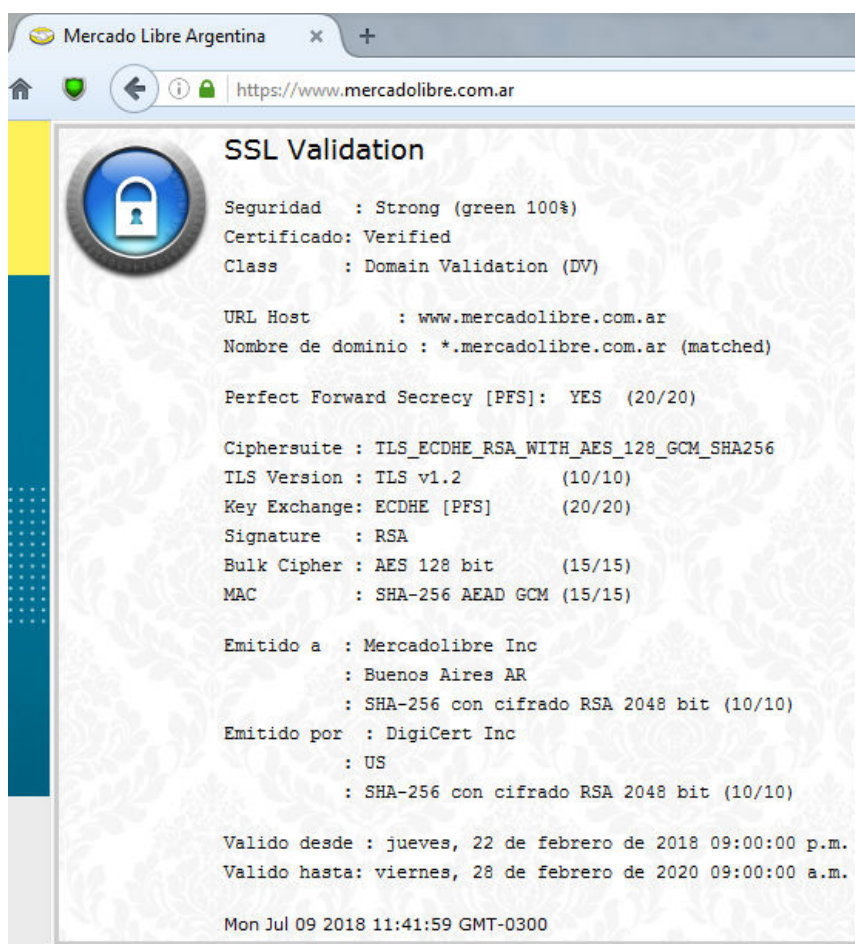 Mercado Libre Argentina
https://www.mercadolibre.com.ar
SSL Validation
Seguridad : Strong (green 100%)
Certificado: Verified
Class : Domain Validation (DV)
URL Host : www.mercadolibre.com.ar
Nombre de dominio : *.mercadolibre.com.ar (matched)
Perfect Forward Secrecy [PFS]: YES (20/20)
Ciphersuite : TLS_ECDHE_RSA_WITH_AES_128_GCM_SHA256
TLS Version : TLS v1.2 (10/10)
Key Exchange: ECDHE [PFS] (20/20)
Signature : RSA
Bulk Cipher : AES 128 bit (15/15)
MAC : SHA-256 AEAD GCM (15/15)
Emitido a : Mercadolibre Inc
: Buenos Aires AR
: SHA-256 con cifrado RSA 2048 bit (10/10)
Emitido por : DigiCert Inc
: US
: SHA-256 con cifrado RSA 2048 bit (10/10)
Valido desde : jueves, 22 de febrero de 2018 09:00:00 p.m.
Valido hasta: viernes, 28 de febrero de 2020 09:00:00 a.m.
Mon Jul 09 2018 11:41:59 GMT-0300